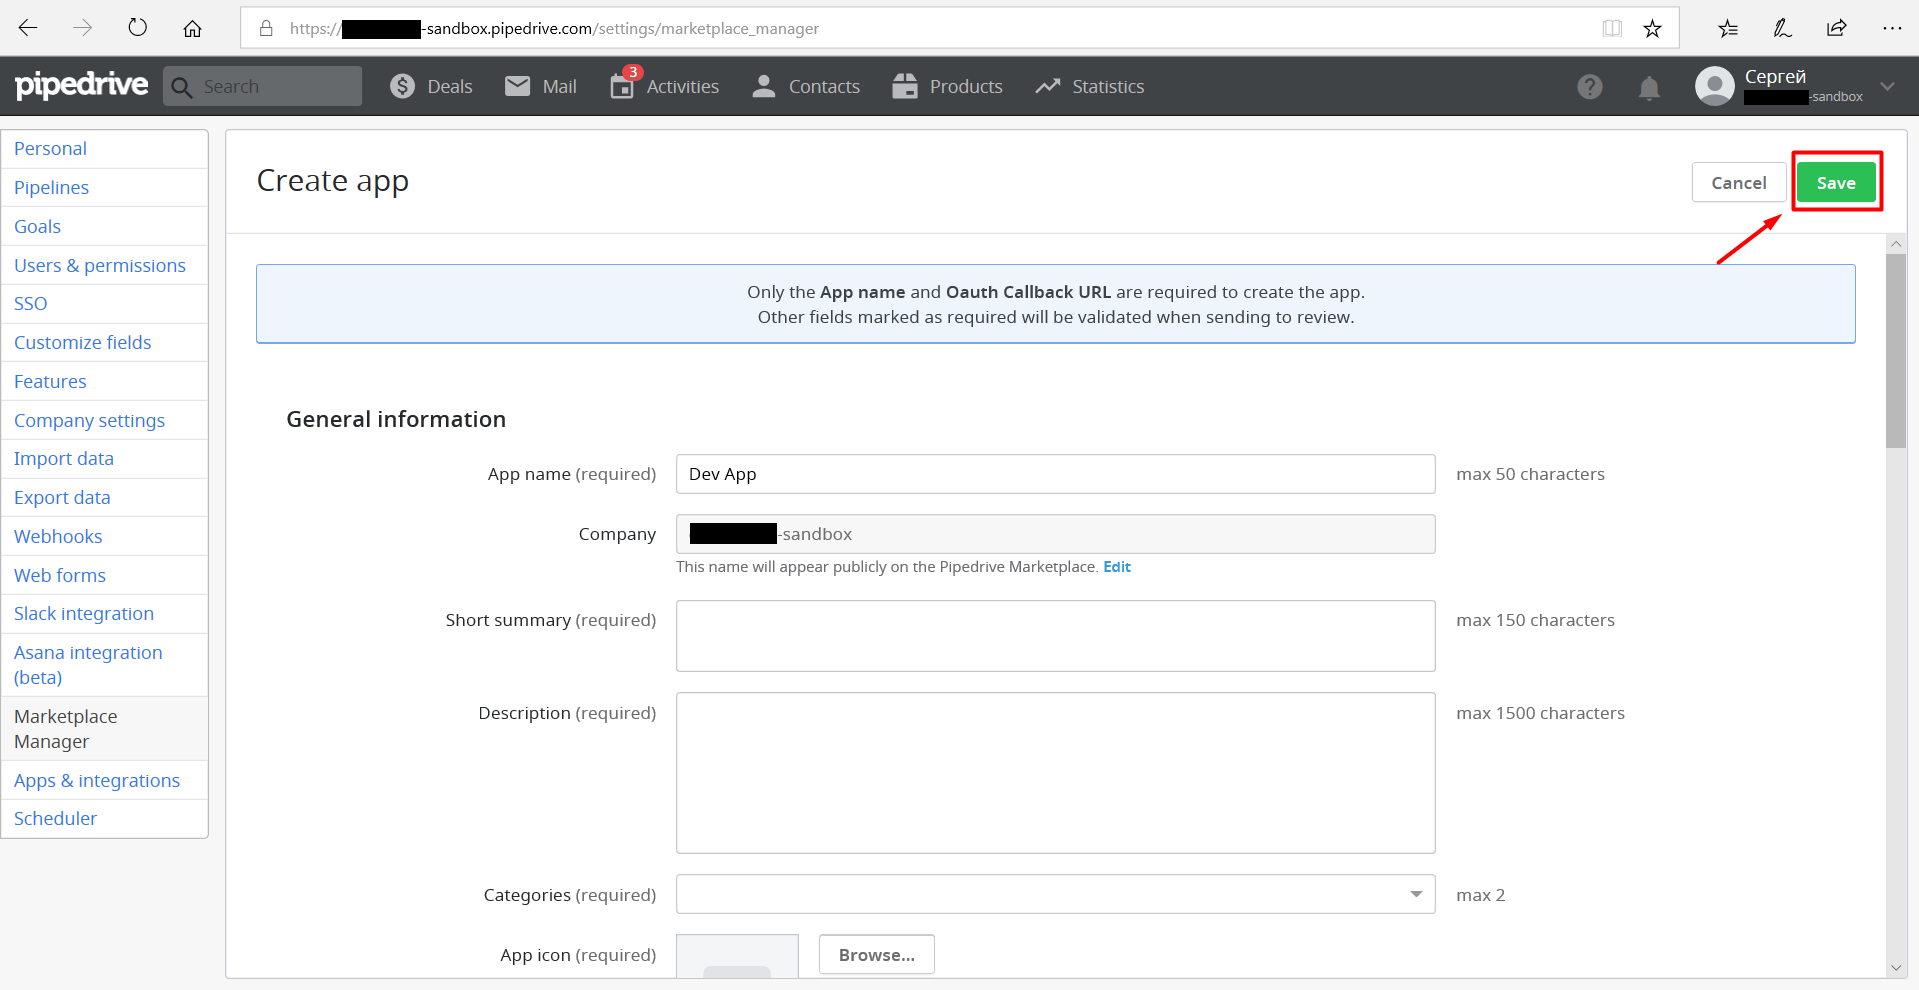 https:// -sandbox.pipedrive.com/settings/marketplace_manager
pipedrive
Search
Deals
Mail
3
Activities
Contacts
Products
Statistics
?
Сергей
-sandbox
Personal
Pipelines
Goals
Users & permissions
SSO
Customize fields
Features
Company settings
Import data
Export data
Webhooks
Web forms
Slack integration
Asana integration
(beta)
Marketplace
Manager
Apps & integrations
Scheduler
Create app
Cancel
Save
Only the App name and Oauth Callback URL are required to create the app.
Other fields marked as required will be validated when sending to review.
General information
App name (required)
Dev App
max 50 characters
Company
-sandbox
This name will appear publicly on the Pipedrive Marketplace. Edit
Short summary (required)
max 150 characters
Description (required)
max 1500 characters
Categories (required)
max 2
App icon (required)
Browse...